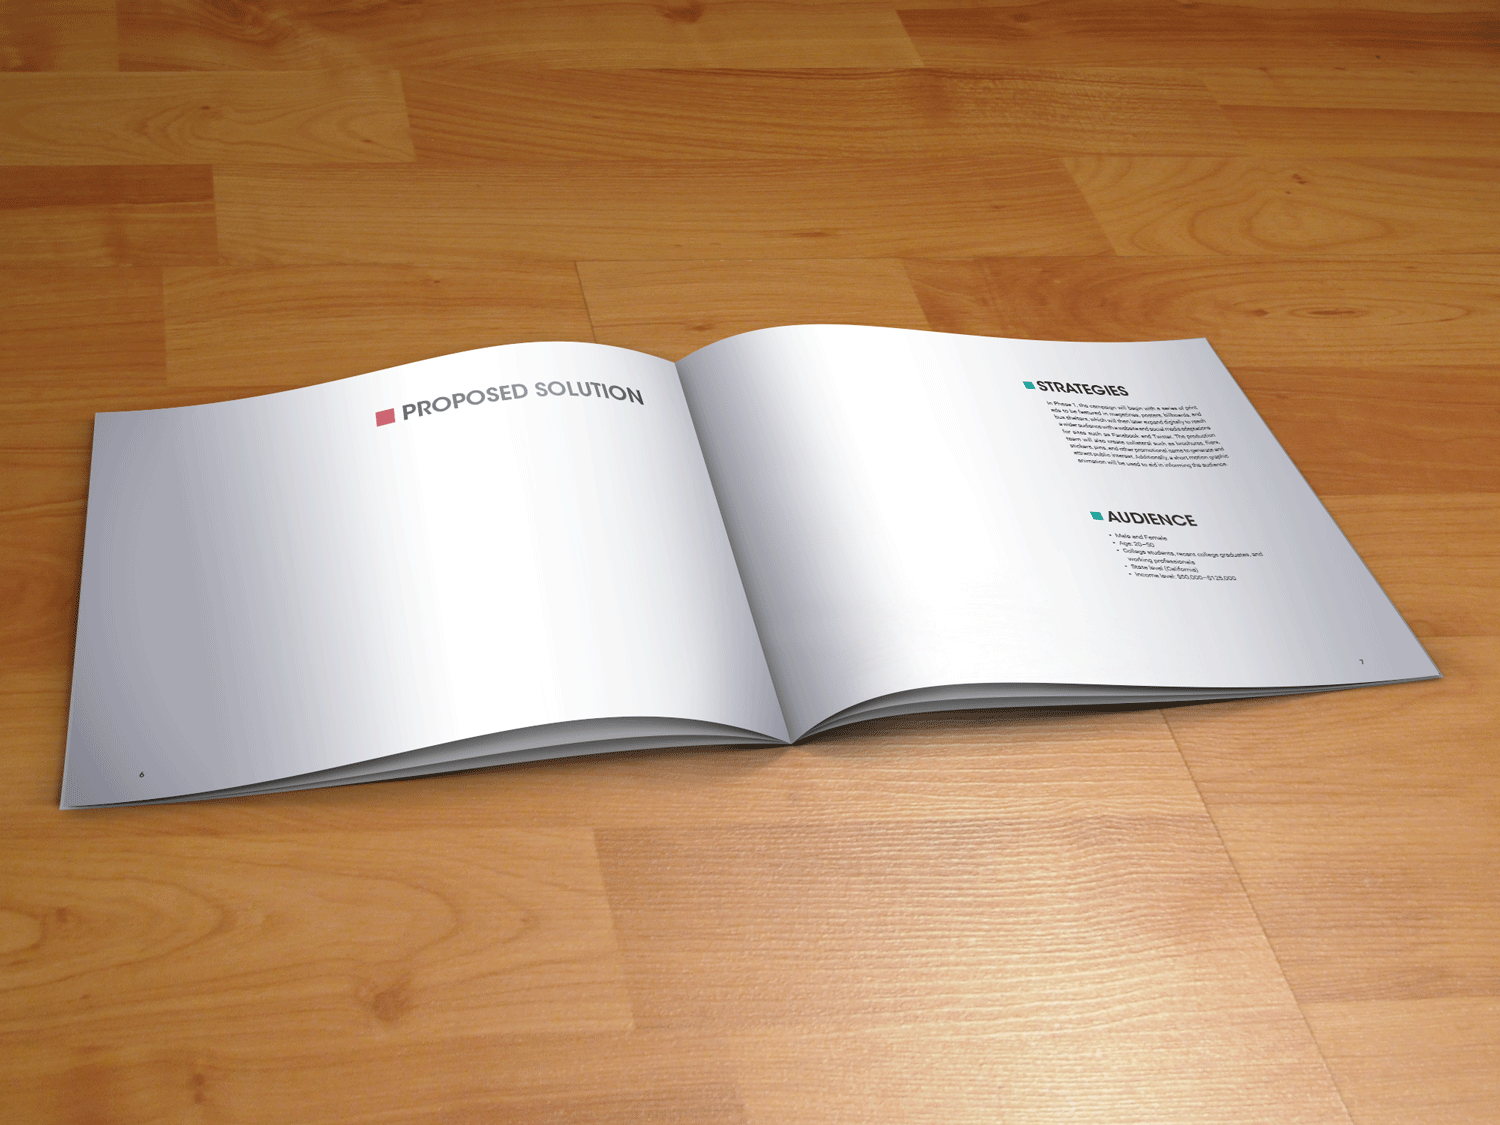 PROPOSED SOLUTION
6
STRATEGIES
In Phase 1, the campaign will begin with a series of print
ads to be featured in magazines, posters, billboards, and
bus shelters, which will then later expand digitally to reach
a wider audience with a website and social media adaptations
for sites such as Facebook and Twitter. The production
team will also create collateral such as brochures, fliers,
stickers, pins, and other promotional items to generate and
attract public interest. Additionally, a short motion graphic
animation will be used to aid in informing the audience
AUDIENCE
• Male and Female
• Age: 20–50
• College students, recent college graduates, and
working professionals
• State level (California)
• Income level: $50,000–$125,000
7